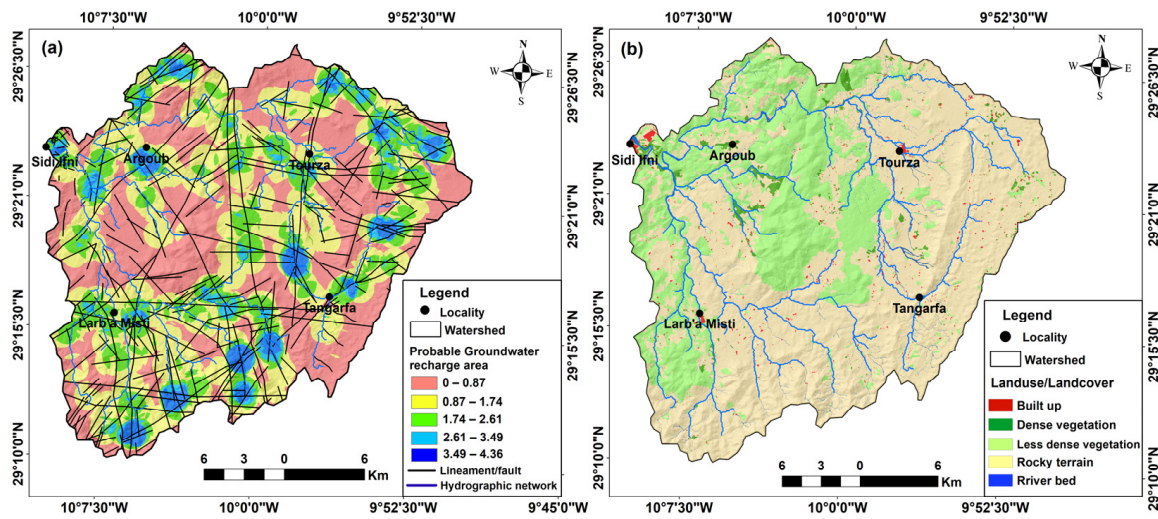 10°7'30"W 10°0'0"W 9°52'30"W
(a)
N
W E
S
29°26'30"N
29°26'30"N
Sidi Ifni
Argoub
Tourza
29°21'0"N
29°21'0"N
Tangarfa
Larb'a Misti
29°15'30"N
29°15'30"N
29°10'0"N
Legend
Locality
Watershed
Probable Groundwater
recharge area
0 – 0.87
0.87 – 1.74
1.74 – 2.61
2.61 – 3.49
3.49 – 4.36
Lineament/fault
Hydrographic network
6 3 0 6
Km
10°7'30"W 10°0'0"W 9°52'30"W 9°45'0"W
10°7'30"W 10°0'0"W 9°52'30"W
(b)
N
W E
S
29°26'30"N
29°26'30"N
Sidi Ifni
Argoub
Tourza
29°21'0"N
29°21'0"N
Tangarfa
Larb'a Misti
29°15'30"N
29°15'30"N
29°10'0"N
29°10'0"N
Legend
Locality
Watershed
Landuse/Landcover
Built up
Dense vegetation
Less dense vegetation
Rocky terrain
Rriver bed
6 3 0 6
Km
10°7'30"W 10°0'0"W 9°52'30"W